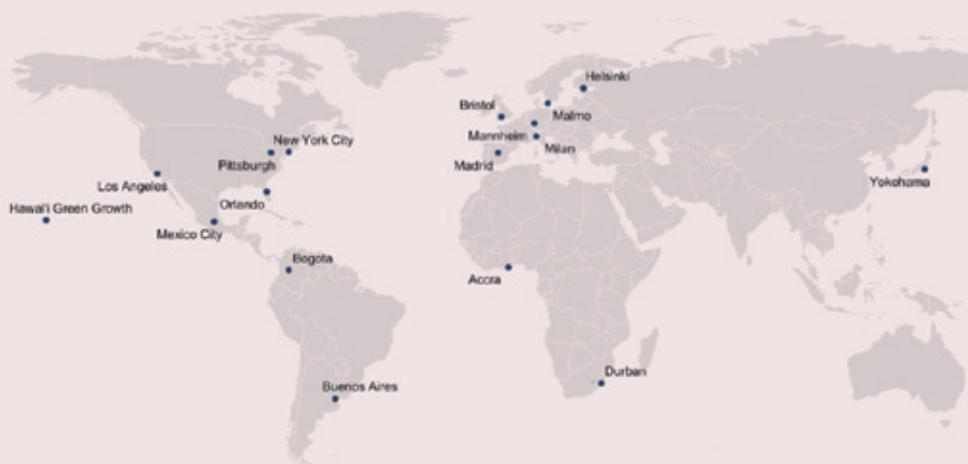 Helsinki
Bristol
Malmo
New York City
Mannheim
Pittsburgh
Milan
Madrid
Los Angeles
Yokohama
Orlando
Hawai'i Green Growth
Mexico City
Bogota
Accra
Durban
Buenos Aires